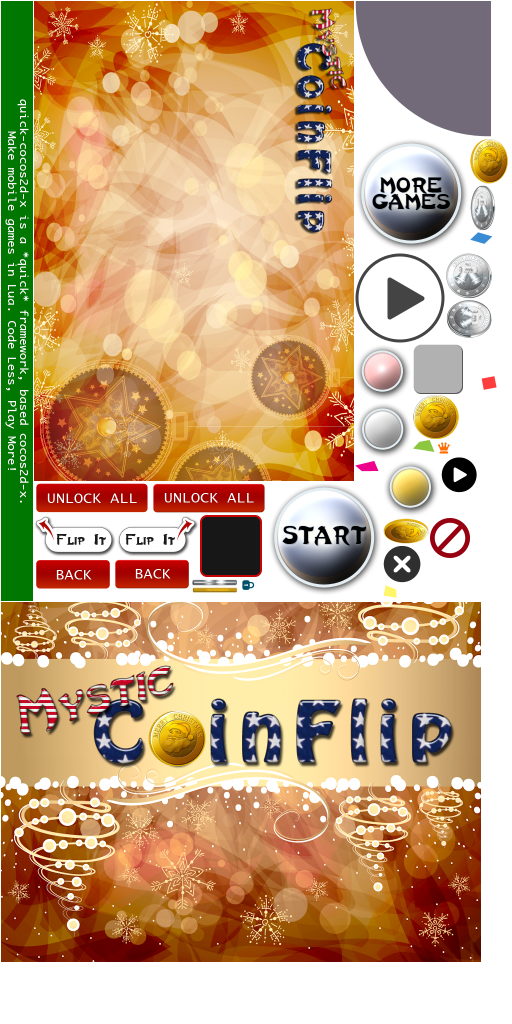 quick-cocos2d-x is a *quick* framework, based cocos2d-x.
Make mobile games in Lua. Code Less, Play More!
MYSTIC
CoinFlip
MORE
GAMES
UNLOCK ALL
UNLOCK ALL
FLIP IT
FLIP IT
START
BACK
BACK
MYSTIC
CoinFlip